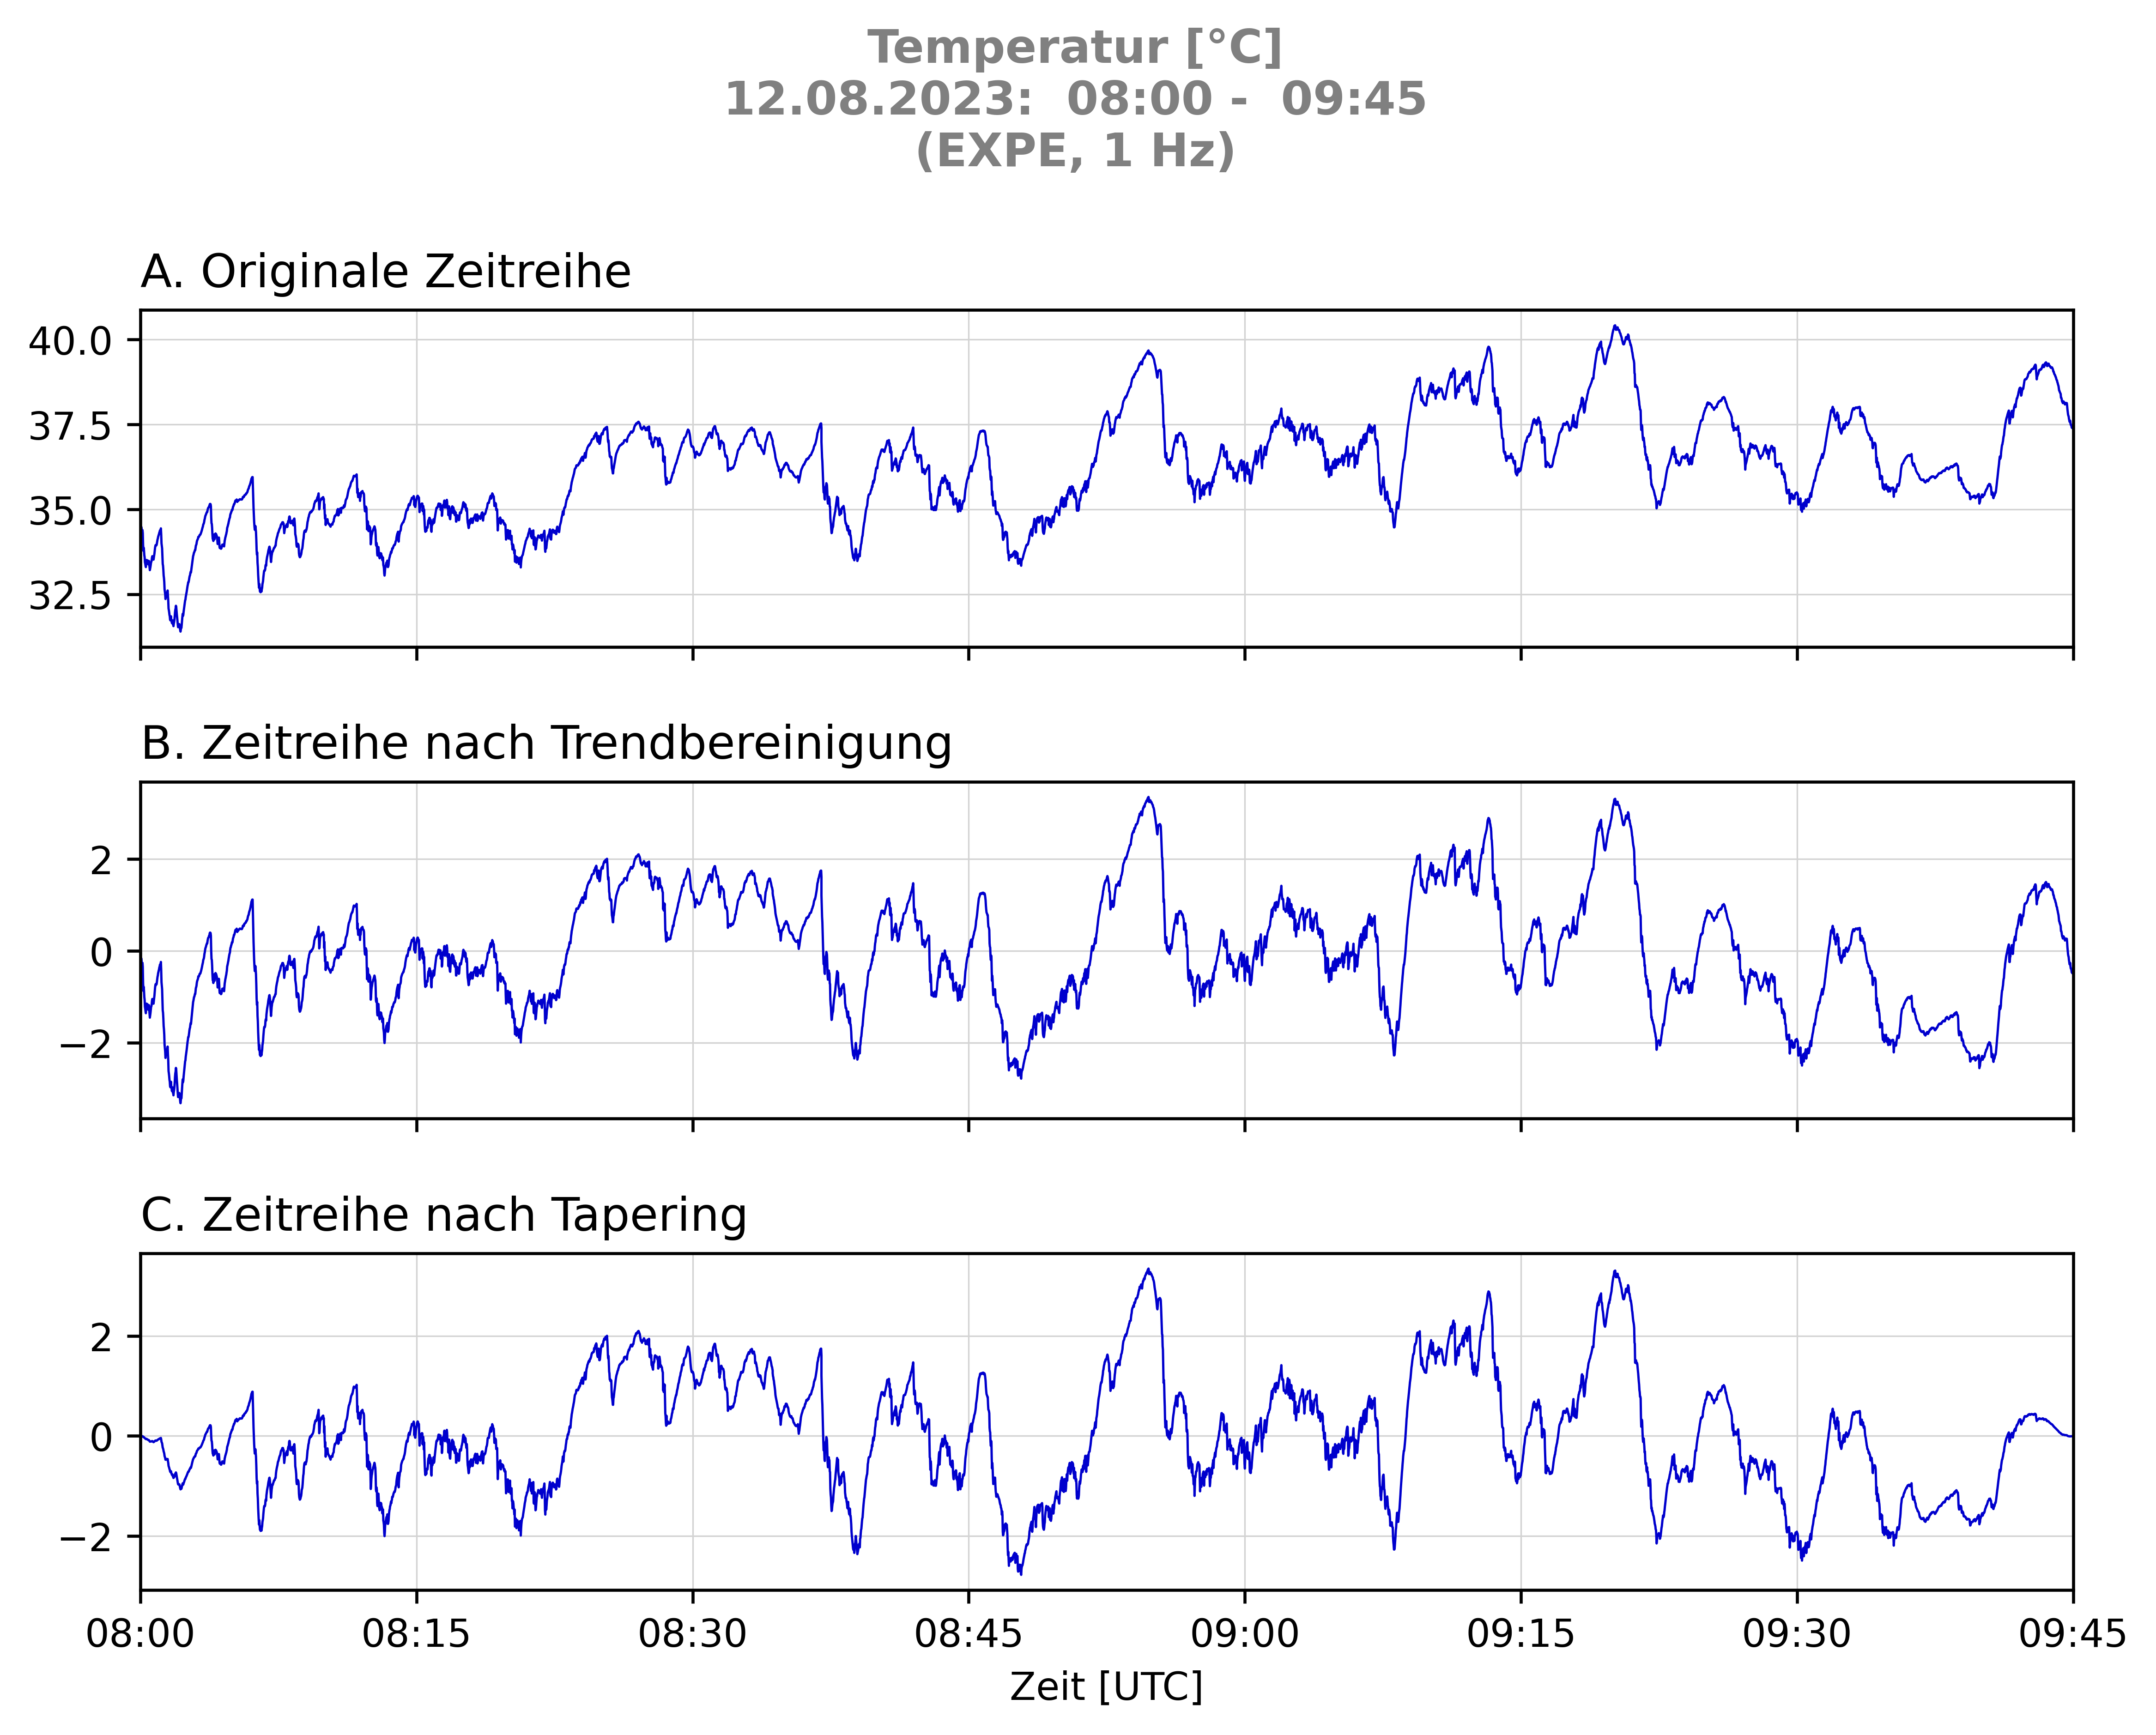 Temperatur [°C]
12.08.2023:  08:00 -  09:45
(EXPE, 1 Hz)
A. Originale Zeitreihe
40.0
37.5
35.0
32.5
B. Zeitreihe nach Trendbereinigung
2
0
−2
C. Zeitreihe nach Tapering
2
0
−2
08:00 08:15 08:30 08:45 09:00 09:15 09:30 09:45
Zeit [UTC]